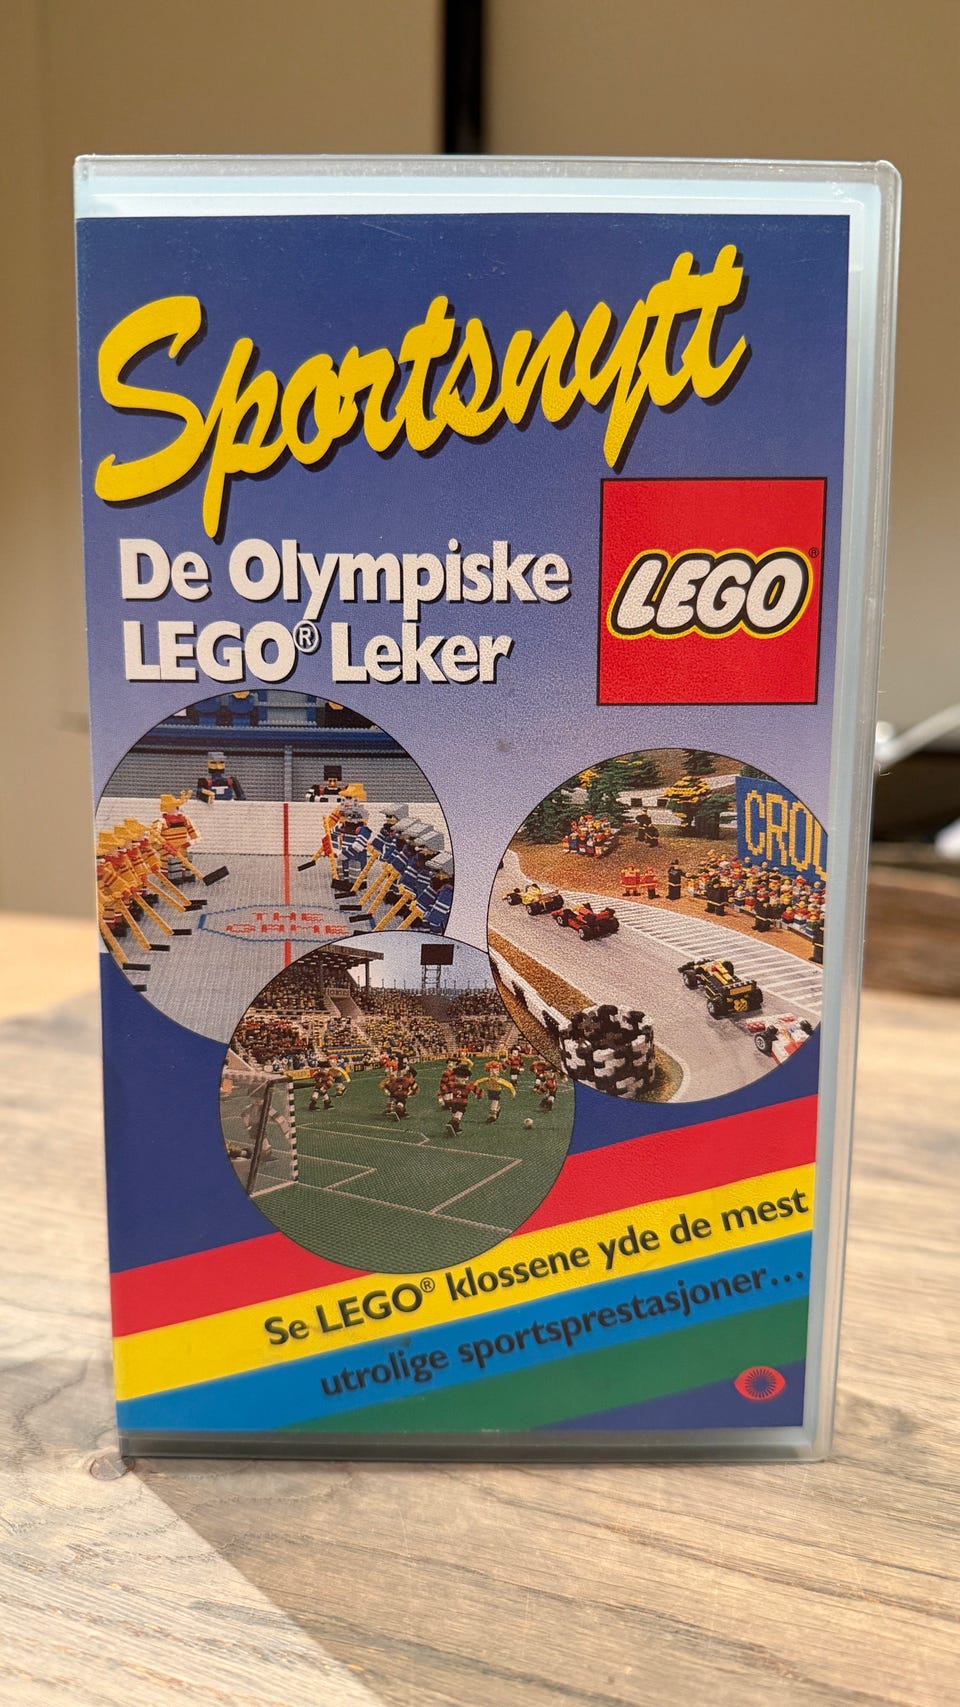 Sportsnytt
De Olympiske
LEGO® Leker
LEGO®
Se LEGO® klossene yde de mest
utrolige sportsprestasjoner...